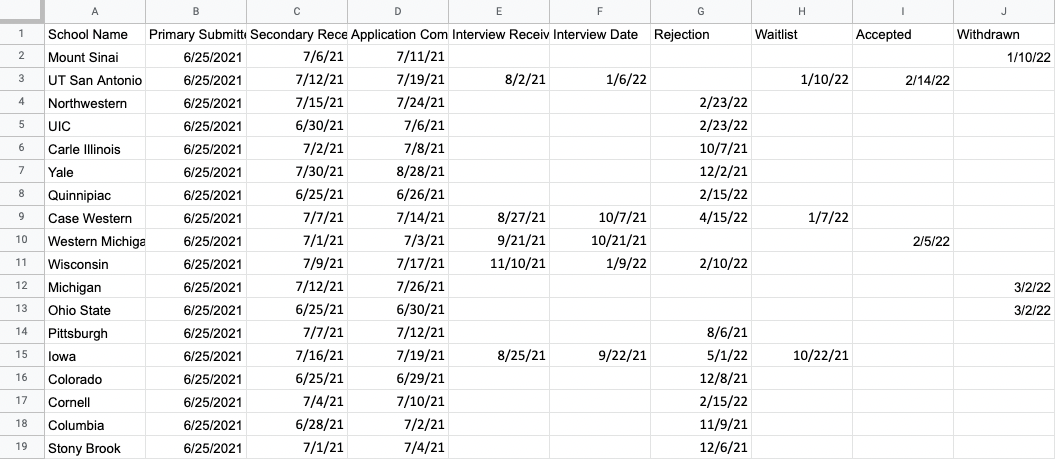 A B C D E F G H I J
1 School Name Primary Submitte Secondary Rece Application Com Interview Receiv Interview Date Rejection Waitlist Accepted Withdrawn
2 Mount Sinai 6/25/2021 7/6/21 7/11/21 1/10/22
3 UT San Antonio 6/25/2021 7/12/21 7/19/21 8/2/21 1/6/22 1/10/22 2/14/22
4 Northwestern 6/25/2021 7/15/21 7/24/21 2/23/22
5 UIC 6/25/2021 6/30/21 7/6/21 2/23/22
6 Carle Illinois 6/25/2021 7/2/21 7/8/21 10/7/21
7 Yale 6/25/2021 7/30/21 8/28/21 12/2/21
8 Quinnipiac 6/25/2021 6/25/21 6/26/21 2/15/22
9 Case Western 6/25/2021 7/7/21 7/14/21 8/27/21 10/7/21 4/15/22 1/7/22
10 Western Michiga 6/25/2021 7/1/21 7/3/21 9/21/21 10/21/21 2/5/22
11 Wisconsin 6/25/2021 7/9/21 7/17/21 11/10/21 1/9/22 2/10/22
12 Michigan 6/25/2021 7/12/21 7/26/21 3/2/22
13 Ohio State 6/25/2021 6/25/21 6/30/21 3/2/22
14 Pittsburgh 6/25/2021 7/7/21 7/12/21 8/6/21
15 Iowa 6/25/2021 7/16/21 7/19/21 8/25/21 9/22/21 5/1/22 10/22/21
16 Colorado 6/25/2021 6/25/21 6/29/21 12/8/21
17 Cornell 6/25/2021 7/4/21 7/10/21 2/15/22
18 Columbia 6/25/2021 6/28/21 7/2/21 11/9/21
19 Stony Brook 6/25/2021 7/1/21 7/4/21 12/6/21